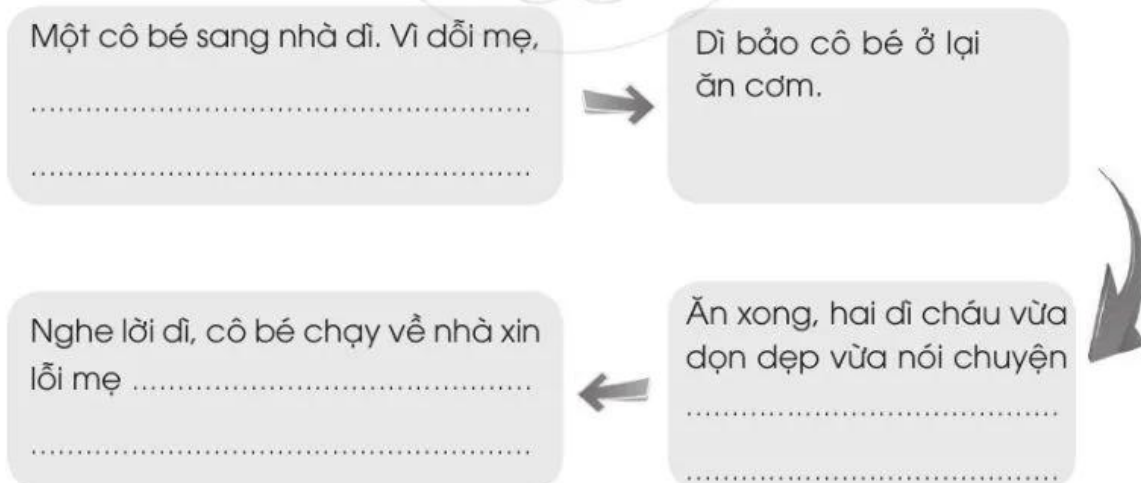 Một cô bé sang nhà dì. Vì dỗi mẹ,
......................................................
......................................................
Dì bảo cô bé ở lại
ăn cơm.
Ăn xong, hai dì cháu vừa
dọn dẹp vừa nói chuyện
........................................
........................................
Nghe lời dì, cô bé chạy về nhà xin
lỗi mẹ ...........................................
......................................................